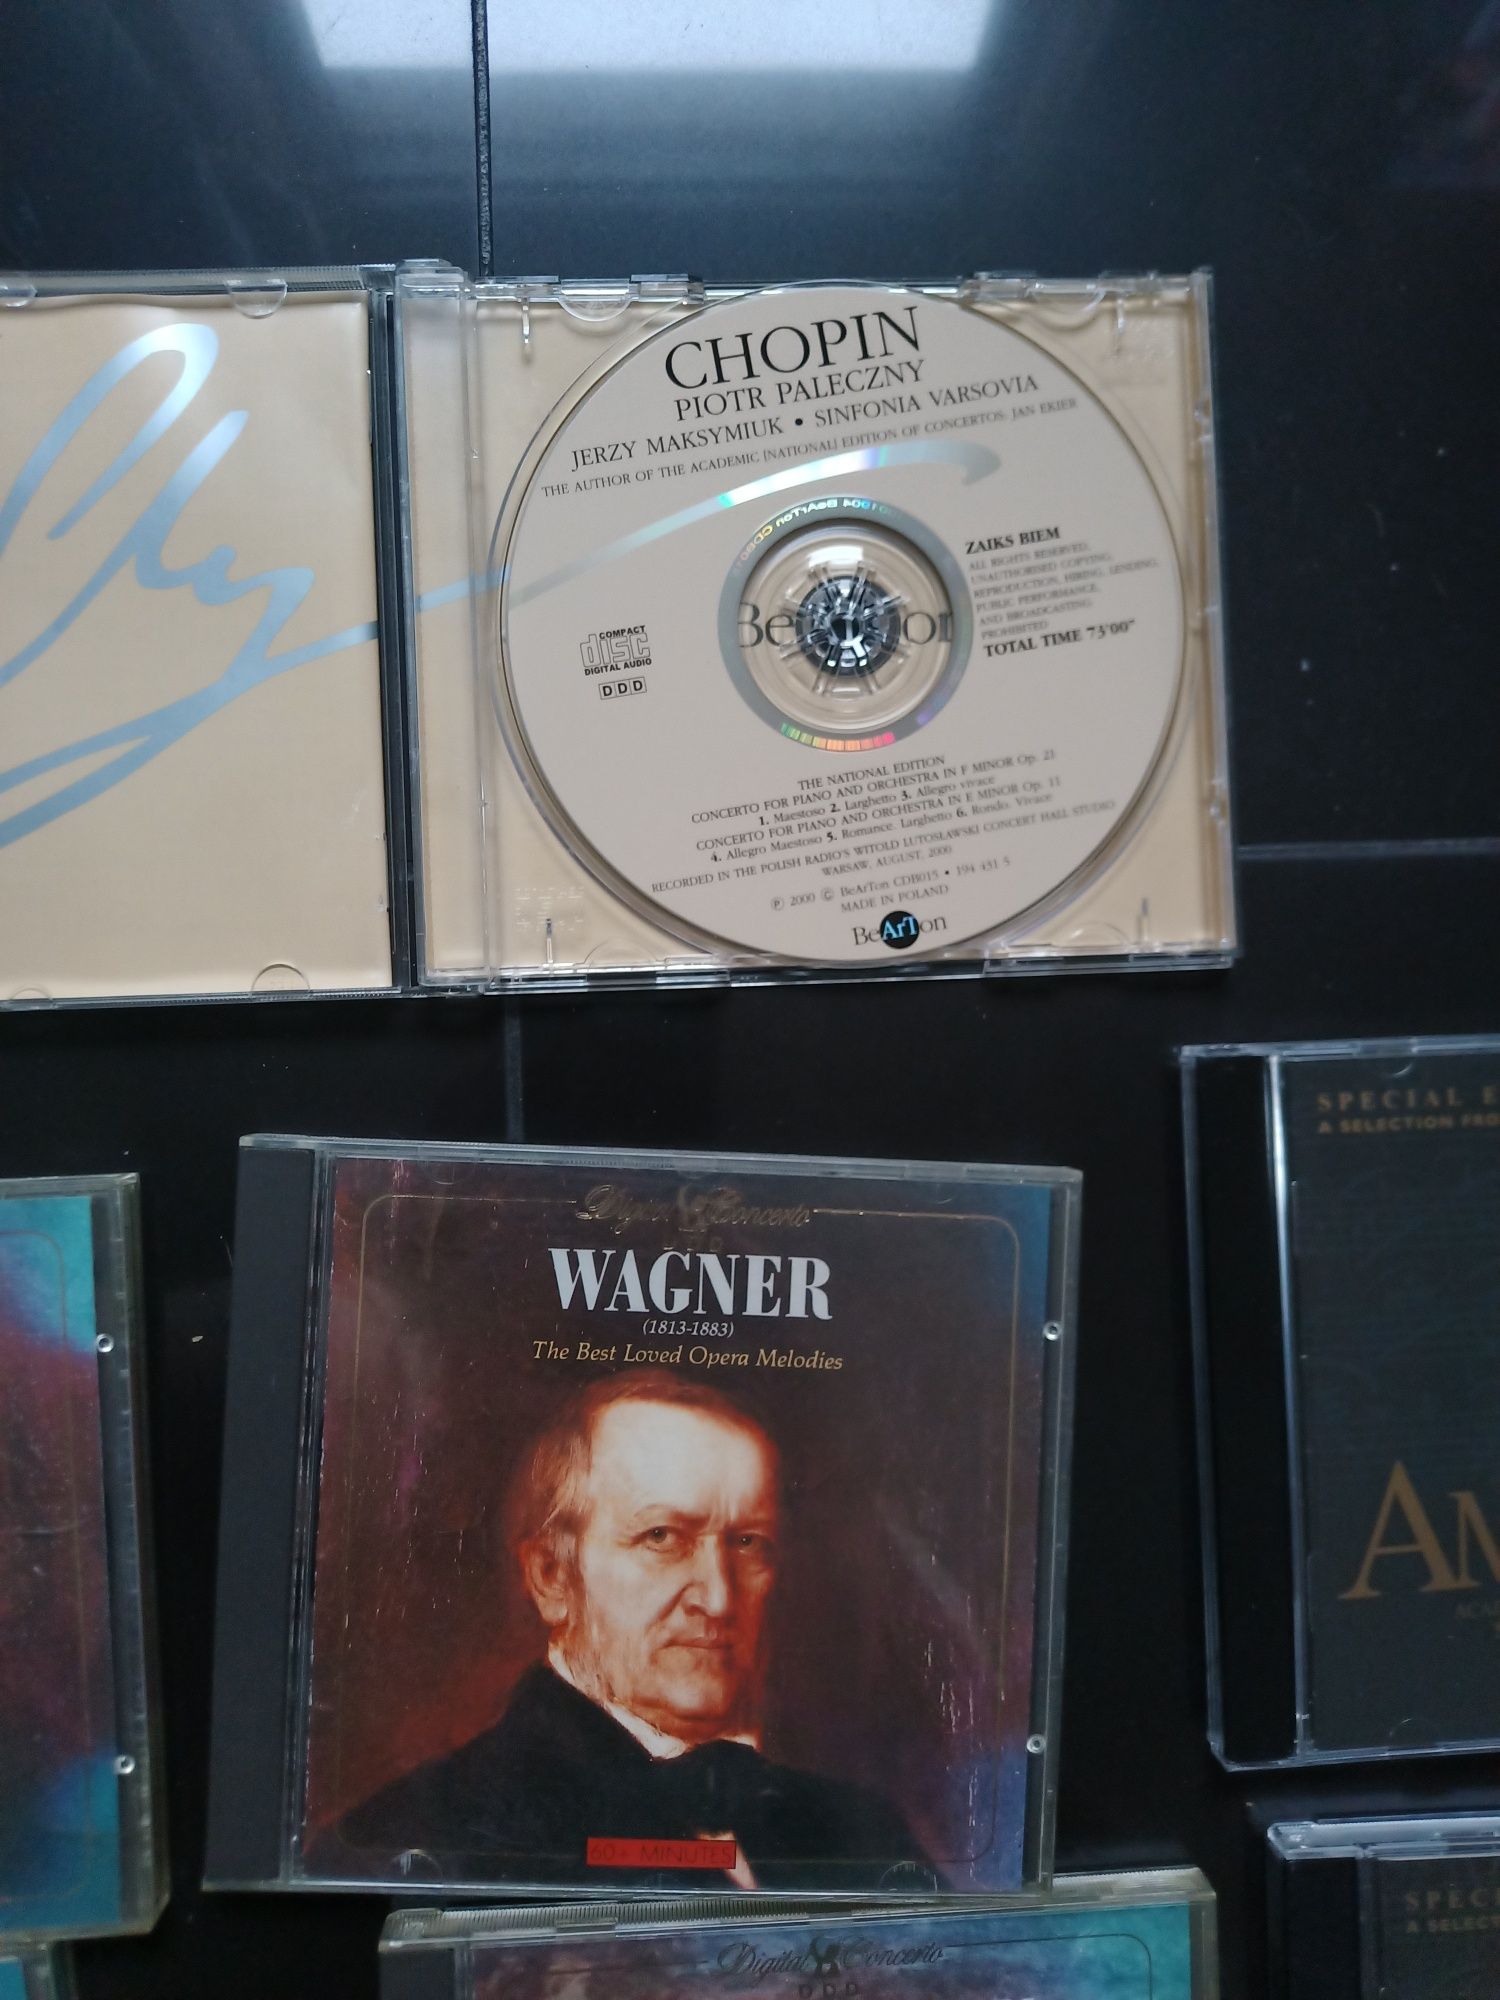 CHOPIN
PIOTR PALECZNY
JERZY MAKSYMIUK • SINFONIA VARSOVIA
THE AUTHOR OF THE ACADEMIC [NATIONAL] EDITION OF CONCERTOS: JAN EKIER
ZAIKS BIEM
ALL RIGHTS RESERVED,
UNAUTHORISED COPYING,
REPRODUCTION, HIRING, LENDING,
PUBLIC PERFORMANCE,
AND BROADCASTING
PROHIBITED
TOTAL TIME 73'00"
COMPACT
disc
DIGITAL AUDIO
DDD
THE NATIONAL EDITION
CONCERTO FOR PIANO AND ORCHESTRA IN F MINOR Op. 21
1. Maestoso 2. Larghetto 3. Allegro vivace
CONCERTO FOR PIANO AND ORCHESTRA IN E MINOR Op. 11
4. Allegro Maestoso 5. Romance. Larghetto 6. Rondo. Vivace
RECORDED IN THE POLISH RADIO'S WITOLD LUTOSŁAWSKI CONCERT HALL STUDIO
WARSAW, AUGUST, 2000
℗ 2000 © BeArTon CDB015 • 194 431 5
MADE IN POLAND
BeArTon
SPECIAL E
A SELECTION FRO
Digital Concerto
DDD
WAGNER
(1813-1883)
The Best Loved Opera Melodies
AM
ACA
60+ MINUTES
SPEC
A SELECT
Digital Concerto
DDD